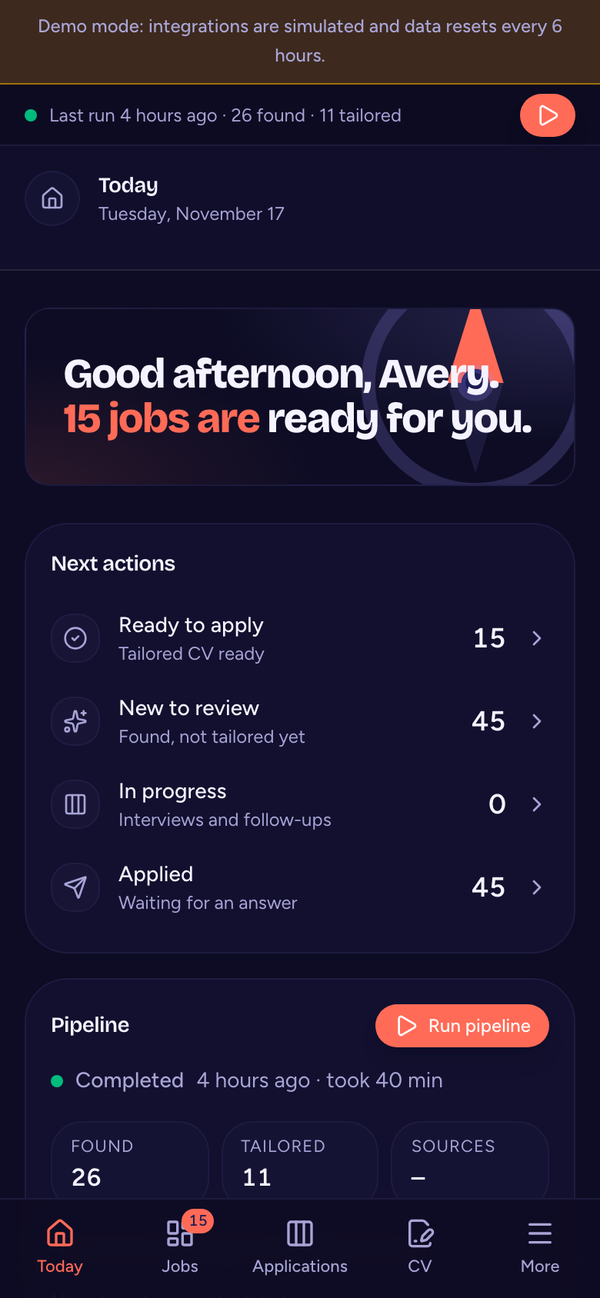 Demo mode: integrations are simulated and data resets every 6
hours.
Last run 4 hours ago · 26 found · 11 tailored
Today
Tuesday, November 17
Good afternoon, Avery.
15 jobs are ready for you.
Next actions
Ready to apply
Tailored CV ready
15
New to review
Found, not tailored yet
45
In progress
Interviews and follow-ups
0
Applied
Waiting for an answer
45
Pipeline
Run pipeline
Completed 4 hours ago · took 40 min
FOUND
26
TAILORED
11
SOURCES
–
15
Today
Jobs
Applications
CV
More